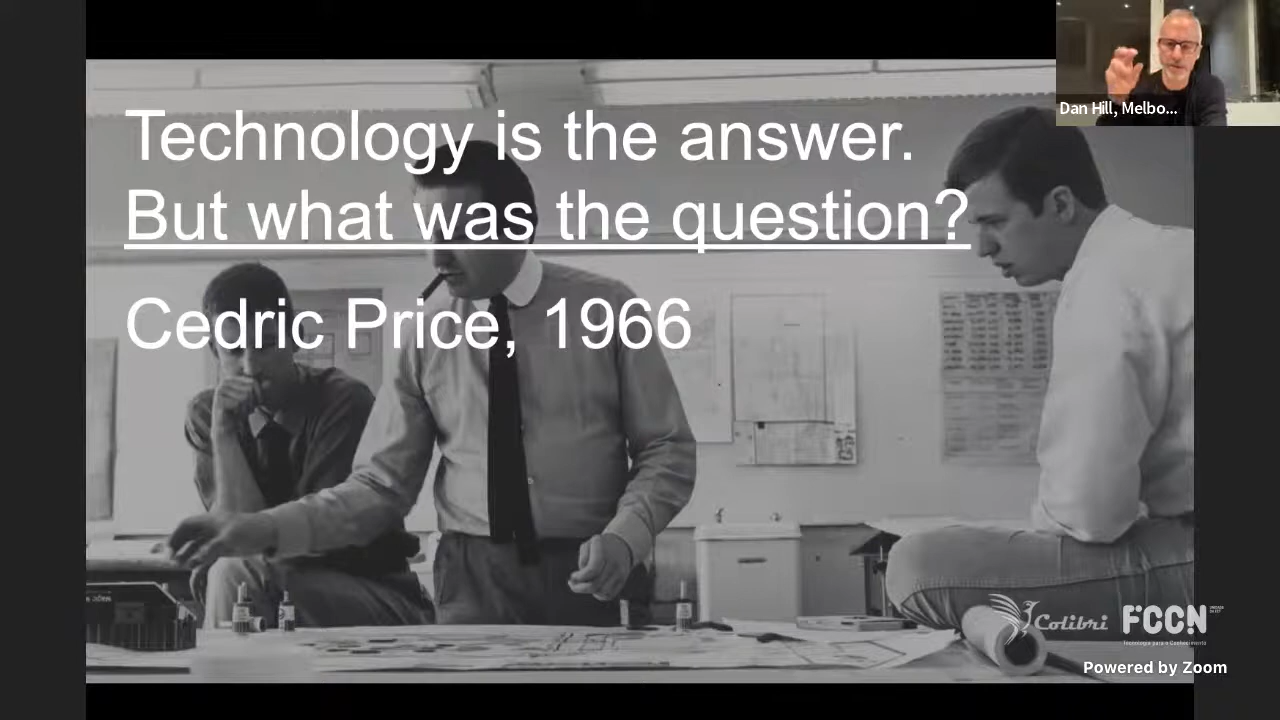 Technology is the answer.
But what was the question?
Cedric Price, 1966
Dan Hill, Melbo...
Colibri
FCCN
Powered by Zoom